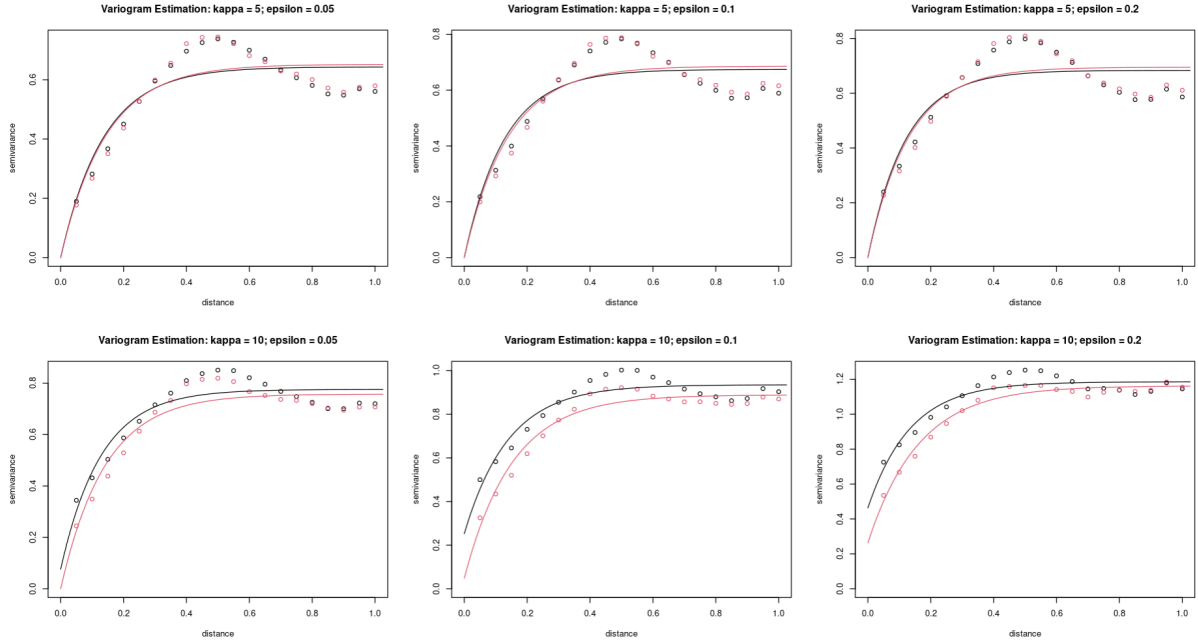 Variogram Estimation: kappa = 5; epsilon = 0.05
semivariance
0.6
0.4
0.2
0.0
0.0 0.2 0.4 0.6 0.8 1.0
distance
Variogram Estimation: kappa = 5; epsilon = 0.1
semivariance
0.8
0.6
0.4
0.2
0.0
0.0 0.2 0.4 0.6 0.8 1.0
distance
Variogram Estimation: kappa = 5; epsilon = 0.2
semivariance
0.8
0.6
0.4
0.2
0.0
0.0 0.2 0.4 0.6 0.8 1.0
distance
Variogram Estimation: kappa = 10; epsilon = 0.05
semivariance
0.8
0.6
0.4
0.2
0.0
0.0 0.2 0.4 0.6 0.8 1.0
distance
Variogram Estimation: kappa = 10; epsilon = 0.1
semivariance
1.0
0.8
0.6
0.4
0.2
0.0
0.0 0.2 0.4 0.6 0.8 1.0
distance
Variogram Estimation: kappa = 10; epsilon = 0.2
semivariance
1.2
1.0
0.8
0.6
0.4
0.2
0.0
0.0 0.2 0.4 0.6 0.8 1.0
distance